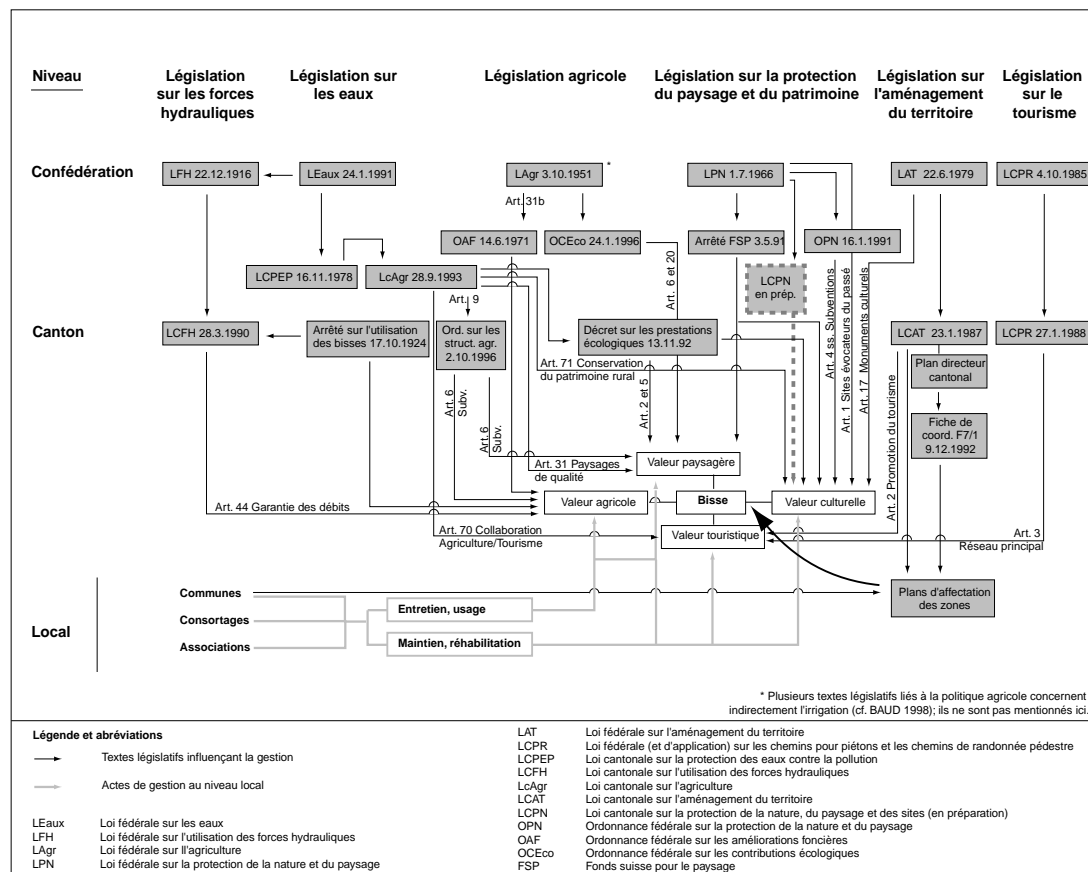 Niveau
Législation
sur les forces
hydrauliques
Législation sur
les eaux
Législation agricole
Législation sur la protection
du paysage et du patrimoine
Législation sur
l'aménagement
du territoire
Législation
sur le
tourisme
Confédération
LFH 22.12.1916
LEaux 24.1.1991
LAgr 3.10.1951
*
LPN 1.7.1966
LAT 22.6.1979
LCPR 4.10.1985
Art. 31b
OAF 14.6.1971
OCEco 24.1.1996
Arrêté FSP 3.5.91
OPN 16.1.1991
LCPEP 16.11.1978
LcAgr 28.9.1993
Art. 6 et 20
LCPN
en prép.
Art. 9
Canton
LCFH 28.3.1990
Arrêté sur l'utilisation
des bisses 17.10.1924
Ord. sur les
struct. agr.
2.10.1996
Décret sur les prestations
écologiques 13.11.92
Art. 4 ss. Subventions
Art. 1 Sites évocateurs du passé
Art. 17 Monuments culturels
LCAT 23.1.1987
LCPR 27.1.1988
Art. 71 Conservation
du patrimoine rural
Plan directeur
cantonal
Art. 6
Subv.
Art.6
Subv.
Art. 2 et 5
Fiche de
coord. F7/1
9.12.1992
Art. 2 Promotion du tourisme
Valeur paysagère
Art. 31 Paysages
de qualité
Valeur agricole
Bisse
Valeur culturelle
Art. 44 Garantie des débits
Art. 70 Collaboration
Agriculture/Tourisme
Valeur touristique
Art. 3
Réseau principal
Local
Communes
Consortages
Associations
Entretien, usage
Maintien, réhabilitation
Plans d'affectation
des zones
* Plusieurs textes législatifs liés à la politique agricole concernent
indirectement l'irrigation (cf. BAUD 1998); ils ne sont pas mentionnés ici.
Légende et abréviations
Textes législatifs influençant la gestion
Actes de gestion au niveau local
LEaux Loi fédérale sur les eaux
LFH Loi fédérale sur l'utilisation des forces hydrauliques
LAgr Loi fédérale sur ll'agriculture
LPN Loi fédérale sur la protection de la nature et du paysage
LAT Loi fédérale sur l'aménagement du territoire
LCPR Loi fédérale (et d'application) sur les chemins pour piétons et les chemins de randonnée pédestre
LCPEP Loi cantonale sur la protection des eaux contre la pollution
LCFH Loi cantonale sur l'utilisation des forces hydrauliques
LcAgr Loi cantonale sur l'agriculture
LCAT Loi cantonale sur l'aménagement du territoire
LCPN Loi cantonale sur la protection de la nature, du paysage et des sites (en préparation)
OPN Ordonnance fédérale sur la protection de la nature et du paysage
OAF Ordonnance fédérale sur les améliorations foncières
OCEco Ordonnance fédérale sur les contributions écologiques
FSP Fonds suisse pour le paysage